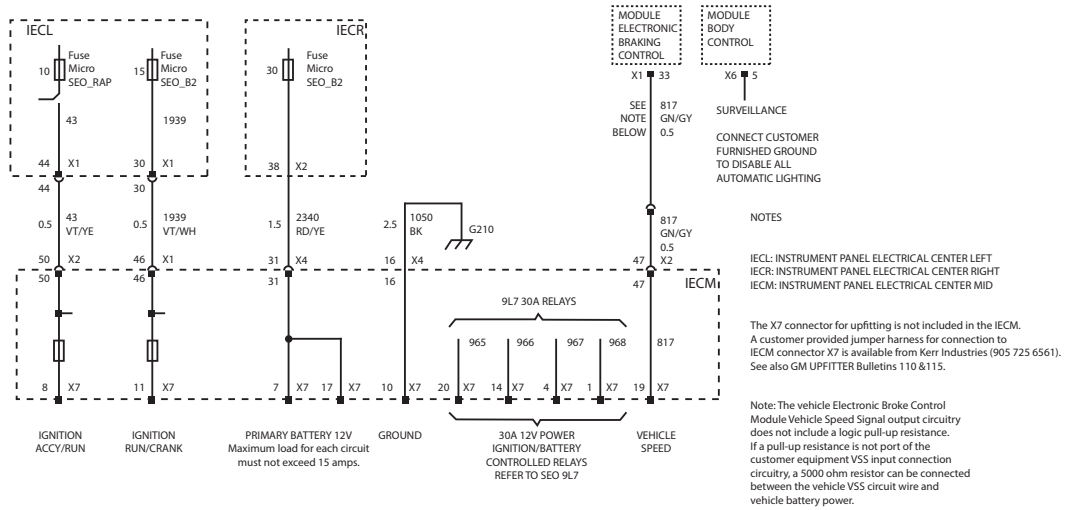 IECL
10
Fuse
Micro
SEO_RAP
15
Fuse
Micro
SEO_B2
43
1939
44 X1
30 X1
44
30
0.5
43
VT/YE
0.5
1939
VT/WH
50 X2
46 X1
50
46
IECR
30
Fuse
Micro
SEO_B2
38 X2
1.5
2340
RD/YE
31 X4
31
2.5
1050
BK
G210
16 X4
16
MODULE
ELECTRONIC
BRAKING
CONTROL
X1 33
SEE
NOTE
BELOW
817
GN/GY
0.5
817
GN/GY
0.5
47 X2
47
MODULE
BODY
CONTROL
X6 5
SURVEILLANCE
CONNECT CUSTOMER
FURNISHED GROUND
TO DISABLE ALL
AUTOMATIC LIGHTING
IECM
9L7 30A RELAYS
965
966
967
968
817
8 X7
11 X7
7 X7
17 X7
10 X7
20 X7
14 X7
4 X7
1 X7
19 X7
IGNITION
ACCY/RUN
IGNITION
RUN/CRANK
PRIMARY BATTERY 12V
Maximum load for each circuit
must not exceed 15 amps.
GROUND
30A 12V POWER
IGNITION/BATTERY
CONTROLLED RELAYS
REFER TO SEO 9L7
VEHICLE
SPEED
NOTES
IECL: INSTRUMENT PANEL ELECTRICAL CENTER LEFT
IECR: INSTRUMENT PANEL ELECTRICAL CENTER RIGHT
IECM: INSTRUMENT PANEL ELECTRICAL CENTER MID
The X7 connector for upfitting is not included in the IECM.
A customer provided jumper harness for connection to
IECM connector X7 is available from Kerr Industries (905 725 6561).
See also GM UPFITTER Bulletins 110 &115.
Note: The vehicle Electronic Broke Control
Module Vehicle Speed Signal output circuitry
does not include a logic pull-up resistance.
If a pull-up resistance is not port of the
customer equipment VSS input connection
circuitry, a 5000 ohm resistor can be connected
between the vehicle VSS circuit wire and
vehicle battery power.